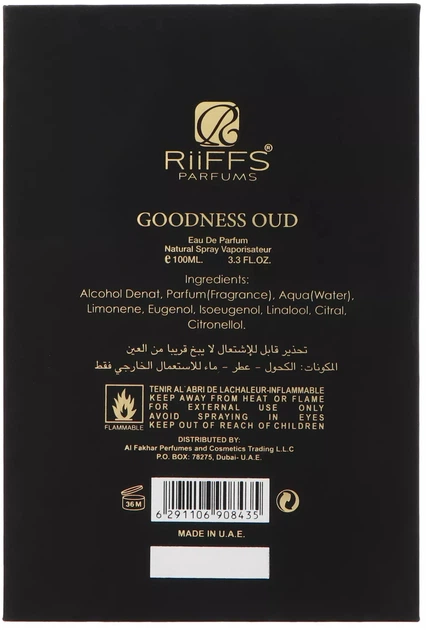 R
RiiFFS®
PARFUMS
GOODNESS OUD
Eau De Parfum
Natural Spray Vaporisateur
e 100ML. 3.3 FL.OZ.
Ingredients:
Alcohol Denat, Parfum(Fragrance), Aqua(Water),
Limonene, Eugenol, Isoeugenol, Linalool, Citral,
Citronellol.
تحذير قابل للإشتعال لا يبخ قريبا من العين
المكونات: الكحول - عطر - ماء للاستعمال الخارجي فقط
TENIR AL`ABRI DE LACHALEUR-INFLAMMABLE
KEEP AWAY FROM HEAT OR FLAME
FOR EXTERNAL USE ONLY
AVOID SPRAYING IN EYES
KEEP OUT OF REACH OF CHILDREN
FLAMMABLE
DISTRIBUTED BY:
Al Fakhar Perfumes and Cosmetics Trading L.L.C
P.O. BOX: 78275, Dubai- U.A.E.
36 M
6 291106 908435
MADE IN U.A.E.